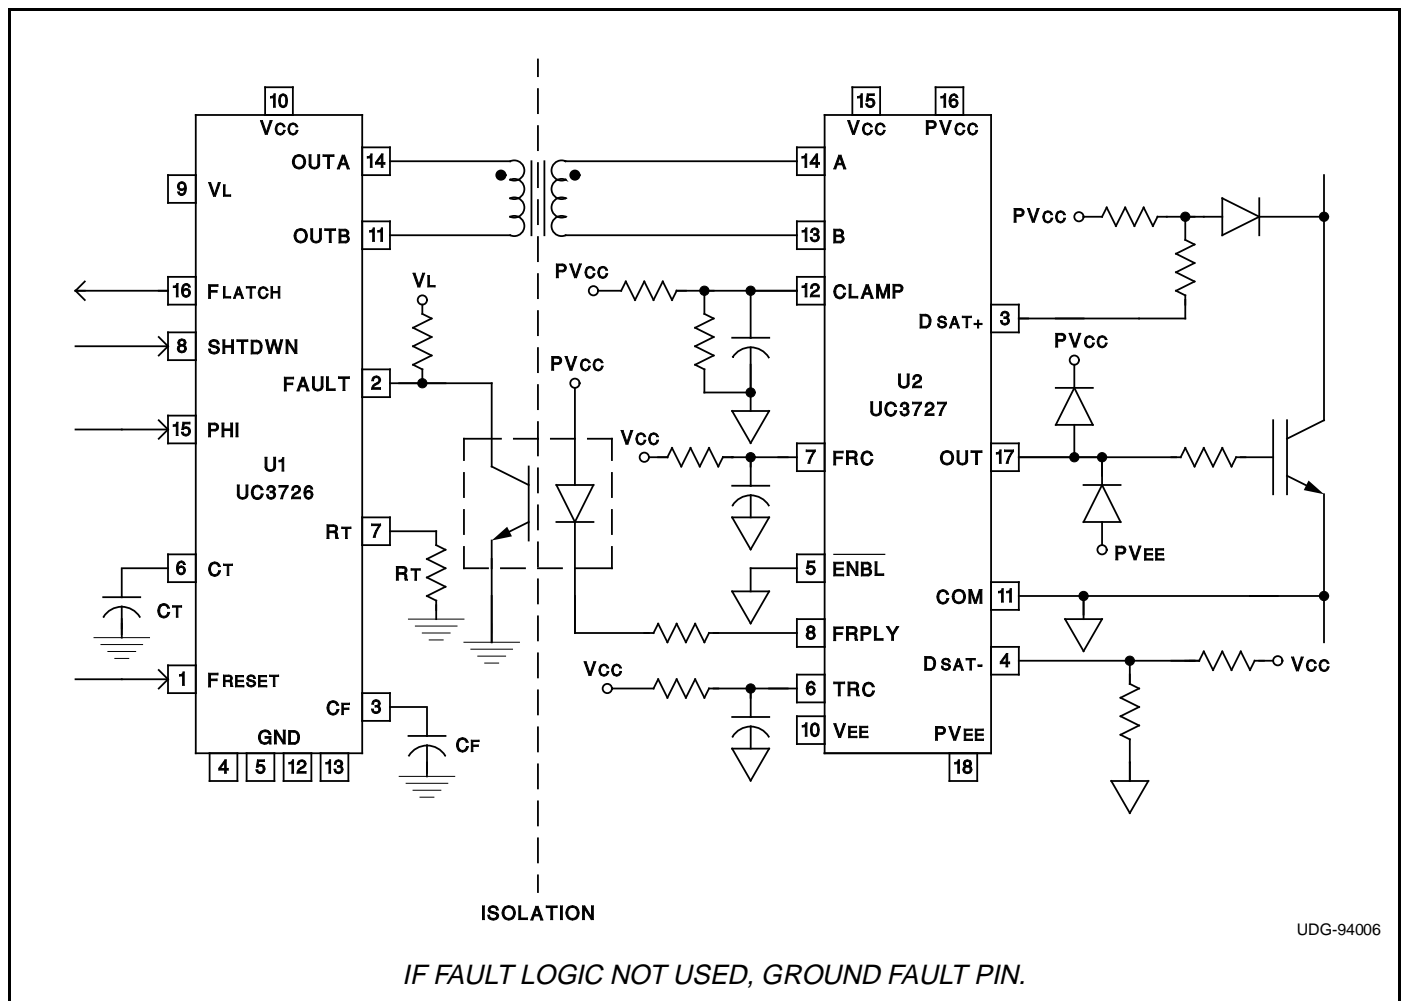 10
VCC
OUTA 14
9 VL
OUTB 11
16 FLATCH
8 SHTDWN
FAULT 2
15 PHI
U1
UC3726
RT 7
6 CT
CT
RT
1 FRESET
CF 3
CF
GND
4 5 12 13
VL
PVCC
ISOLATION
15 16
VCC PVCC
14 A
13 B
PVCC
12 CLAMP
DSAT+ 3
PVCC
PVCC
U2
UC3727
VCC
7 FRC
OUT 17
PVEE
5 ENBL
COM 11
8 FRPLY
DSAT- 4
VCC
VCC
6 TRC
10 VEE
PVEE
18
UDG-94006
IF FAULT LOGIC NOT USED, GROUND FAULT PIN.